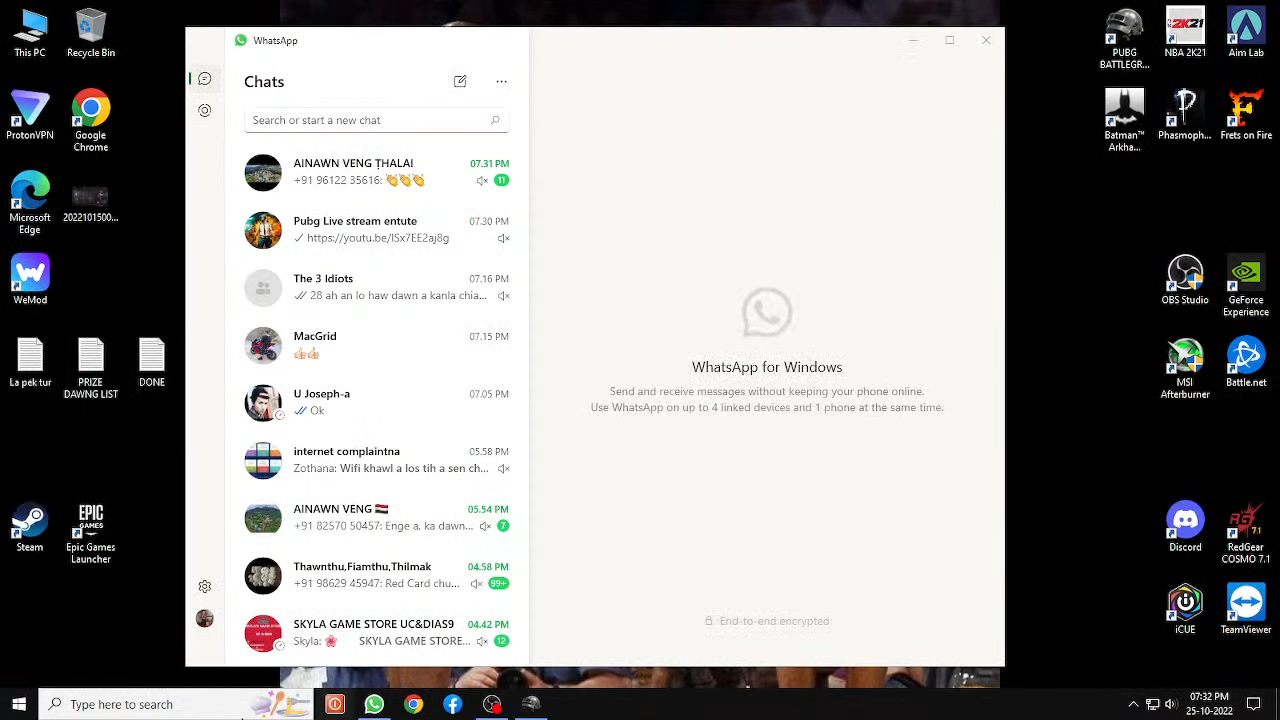 This PC
Recycle Bin
ProtonVPN
Google
Chrome
Microsoft
Edge
2022101500...
Velord
La sek tur
PRIZE
DAWNG LIST
DONE
Steam
Epic Games
Launcher
WhatsApp
Chats
Search or start a new chat
AINAWN VENG THALAI
07.31 PM
+91 96122 35616: 👏👏👏
11
Pubg Live stream entute
07.30 PM
https://youtu.be/lSx7EE2aj8g
The 3 Idiots
07.16 PM
28 ah an lo haw dawn a kanla chia...
MacGrid
07.15 PM
👍🏻👍🏻
U Joseph-a
07.05 PM
Ok
internet complaintna
05.58 PM
Zothana: Wifi khawl a los tih a sen ch...
AINAWN VENG 🇾🇪
05.54 PM
+91 82570 50457: Enge a, ka dawn...
7
Thawnthu,Fiamthu,Thilmak
04.58 PM
+91 98629 45947: Red Card chu...
99+
SKYLA GAME STORE UC&DIAS9
04.42 PM
Skyla: 🌸 SKYLA GAME STORE...
12
WhatsApp for Windows
Send and receive messages without keeping your phone online.
Use WhatsApp on up to 4 linked devices and 1 phone at the same time.
End-to-end encrypted
PUBG
BATTLEGR...
NBA 2K21
Aim Lab
Batman™
Arkha...
Phasmoph...
Frets on Fire
OBS Studio
GeForce
Experience
MSI
Afterburner
Battle.net
Discord
RedGear
COSMO 7.1
iCUE
TeamViewer
Type here to search
07:32 PM
25-10-2022